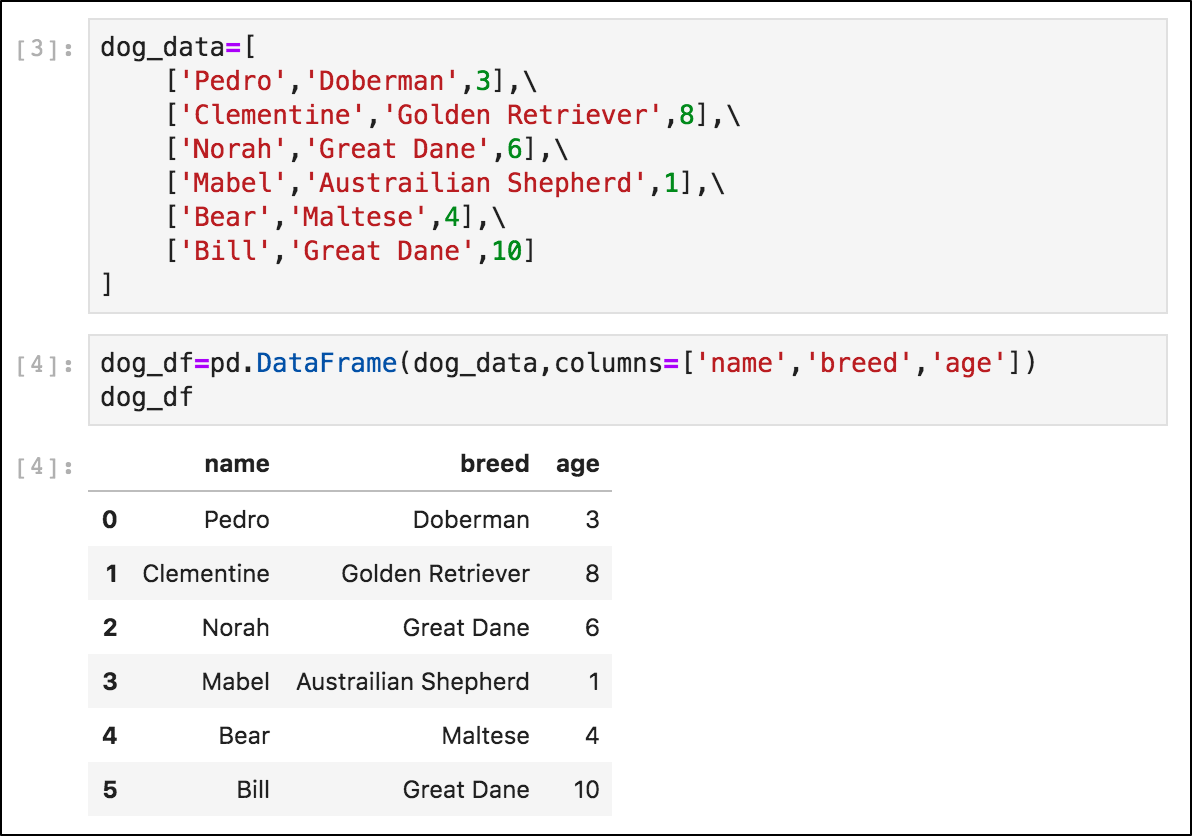 [3]: dog_data=[
['Pedro','Doberman',3],\
['Clementine','Golden Retriever',8],\
['Norah','Great Dane',6],\
['Mabel','Austrailian Shepherd',1],\
['Bear','Maltese',4],\
['Bill','Great Dane',10]
]
[4]: dog_df=pd.DataFrame(dog_data,columns=['name','breed','age'])
dog_df
[4]: name breed age
0 Pedro Doberman 3
1 Clementine Golden Retriever 8
2 Norah Great Dane 6
3 Mabel Austrailian Shepherd 1
4 Bear Maltese 4
5 Bill Great Dane 10